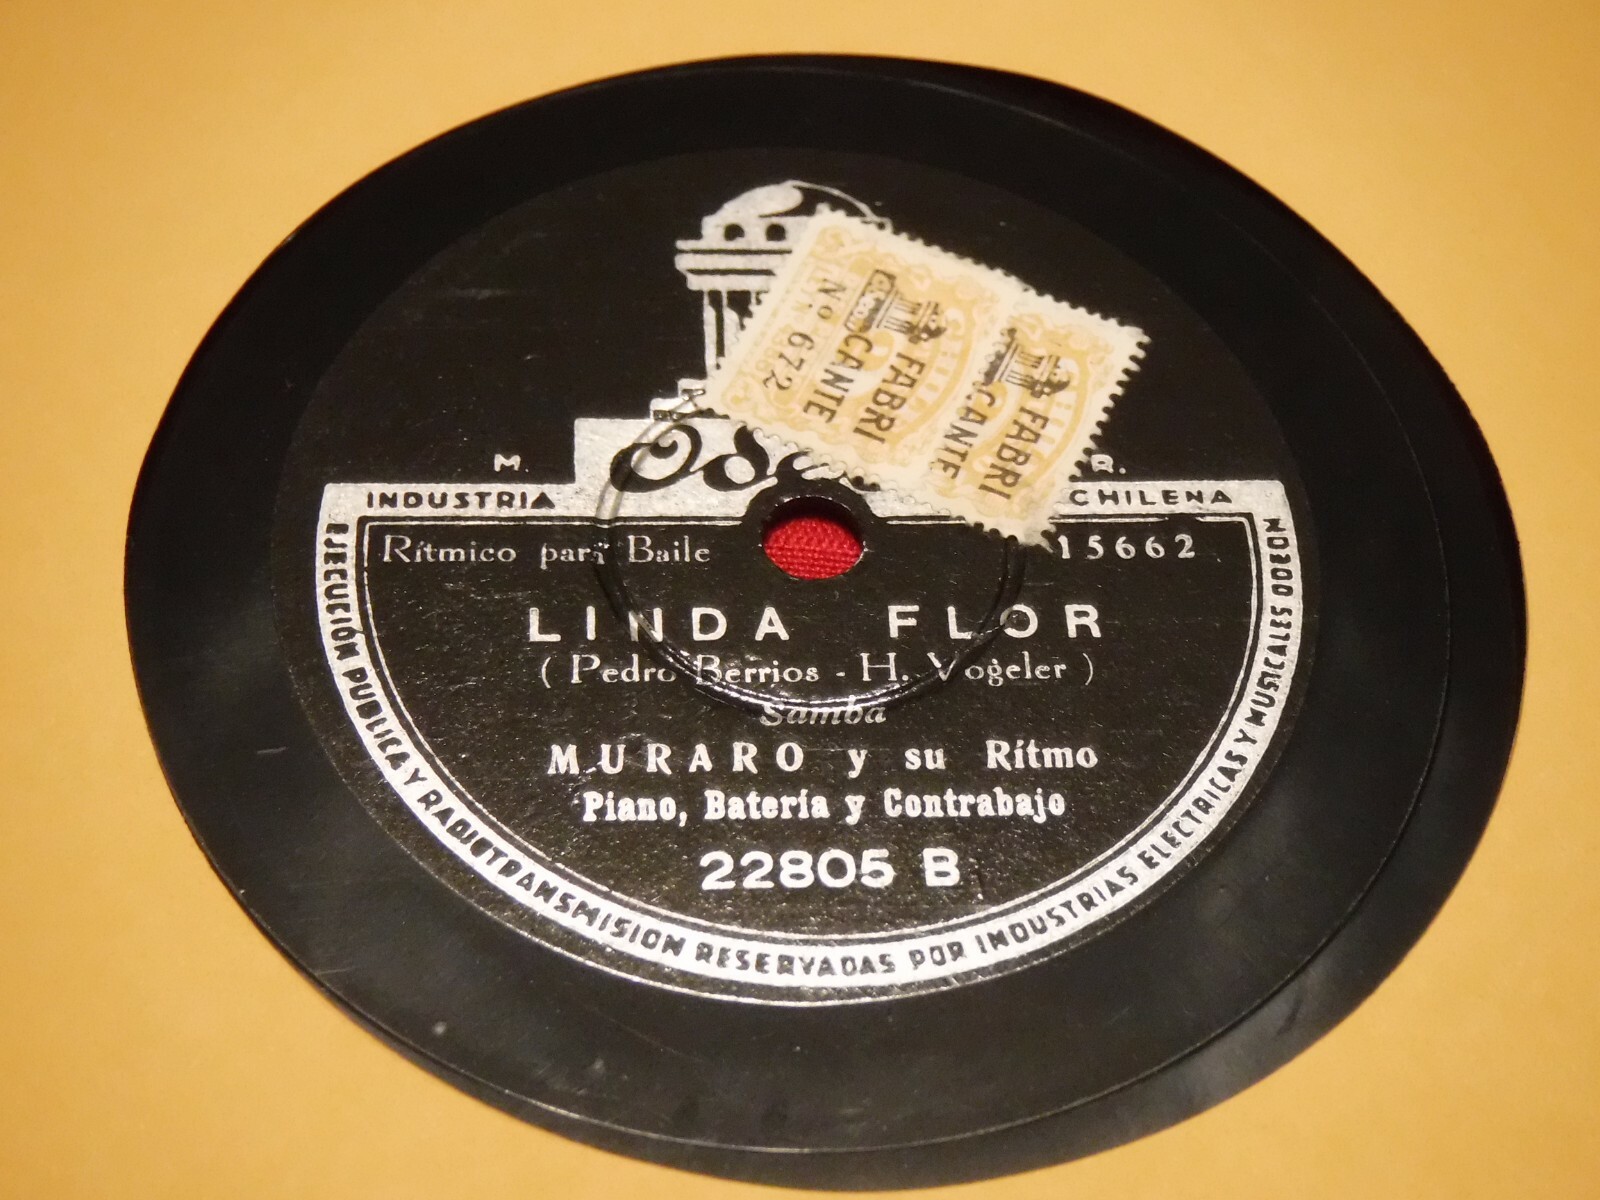 M. R.
INDUSTRIA CHILENA
Rítmico para Baile 15662
LINDA FLOR
( Pedro Berrios - H. Vogeler )
Samba
MURARO y su Rítmo
Piano, Batería y Contrabajo
22805 B
EJECUCIÓN PUBLICA Y RADIOTRANSMISION RESERVADAS POR INDUSTRIAS ELECTRICAS Y MUSICALES ODEON
FABRI
CANTE
Nº 672
FABRI
CANTE